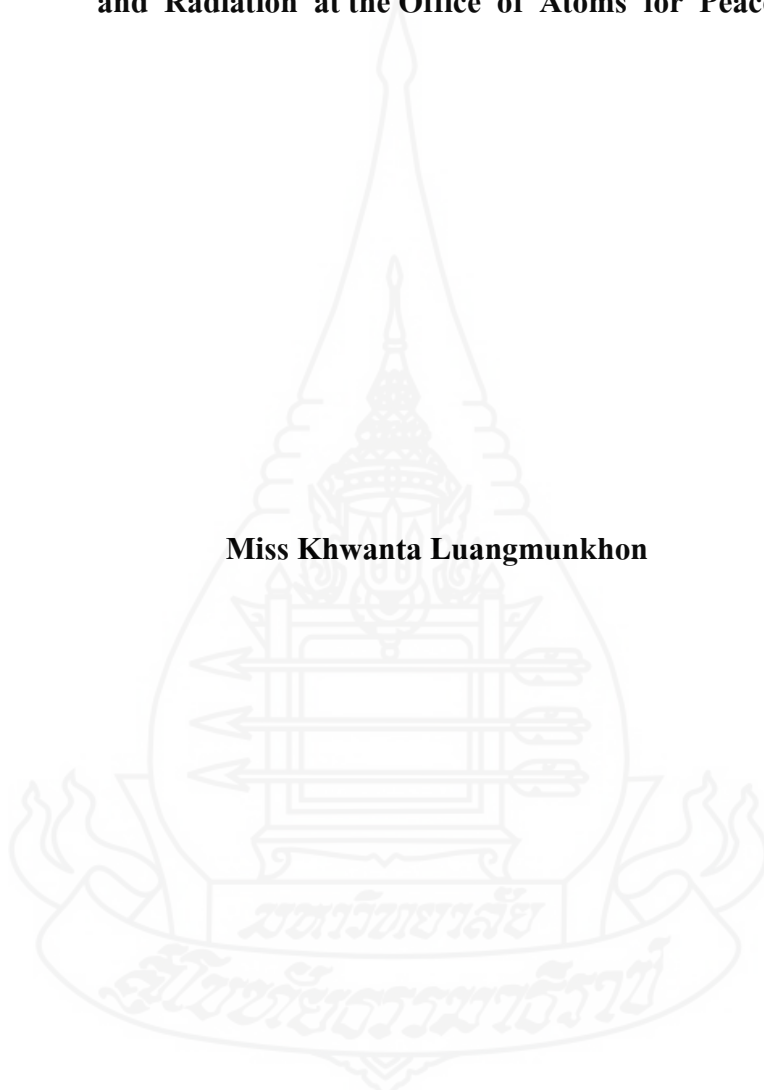 and Radiation at the Office of Atoms for Peace
Miss Khwanta Luangmunkhon
มหาวิทยาลัย
สุโขทัยธรรมาธิราช